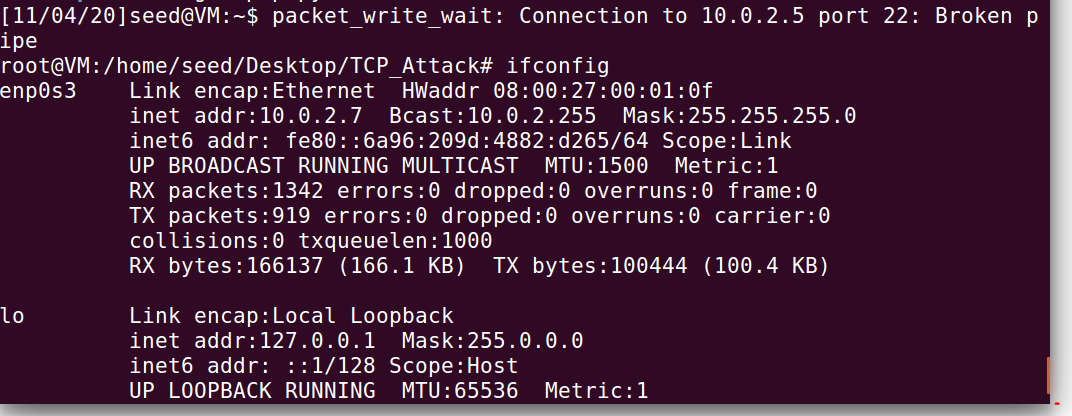 [11/04/20]seed@VM:~$ packet_write_wait: Connection to 10.0.2.5 port 22: Broken p
ipe
root@VM:/home/seed/Desktop/TCP_Attack# ifconfig
enp0s3    Link encap:Ethernet  HWaddr 08:00:27:00:01:0f
          inet addr:10.0.2.7  Bcast:10.0.2.255  Mask:255.255.255.0
          inet6 addr: fe80::6a96:209d:4882:d265/64 Scope:Link
          UP BROADCAST RUNNING MULTICAST  MTU:1500  Metric:1
          RX packets:1342 errors:0 dropped:0 overruns:0 frame:0
          TX packets:919 errors:0 dropped:0 overruns:0 carrier:0
          collisions:0 txqueuelen:1000
          RX bytes:166137 (166.1 KB)  TX bytes:100444 (100.4 KB)

lo        Link encap:Local Loopback
          inet addr:127.0.0.1  Mask:255.0.0.0
          inet6 addr: ::1/128 Scope:Host
          UP LOOPBACK RUNNING  MTU:65536  Metric:1